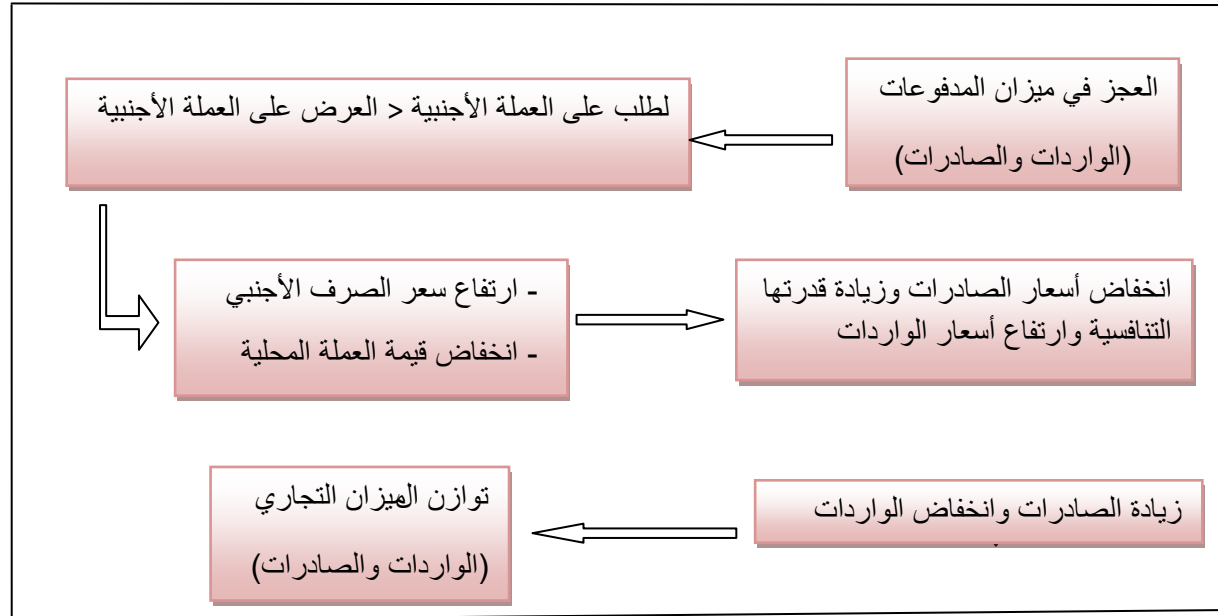 العجز في ميزان المدفوعات
(الواردات والصادرات)
لطلب على العملة الأجنبية < العرض على العملة الأجنبية
- ارتفاع سعر الصرف الأجنبي
- انخفاض قيمة العملة المحلية
انخفاض أسعار الصادرات وزيادة قدرتها
التنافسية وارتفاع أسعار الواردات
زيادة الصادرات وانخفاض الواردات
توازن الميزان التجاري
(الواردات والصادرات)